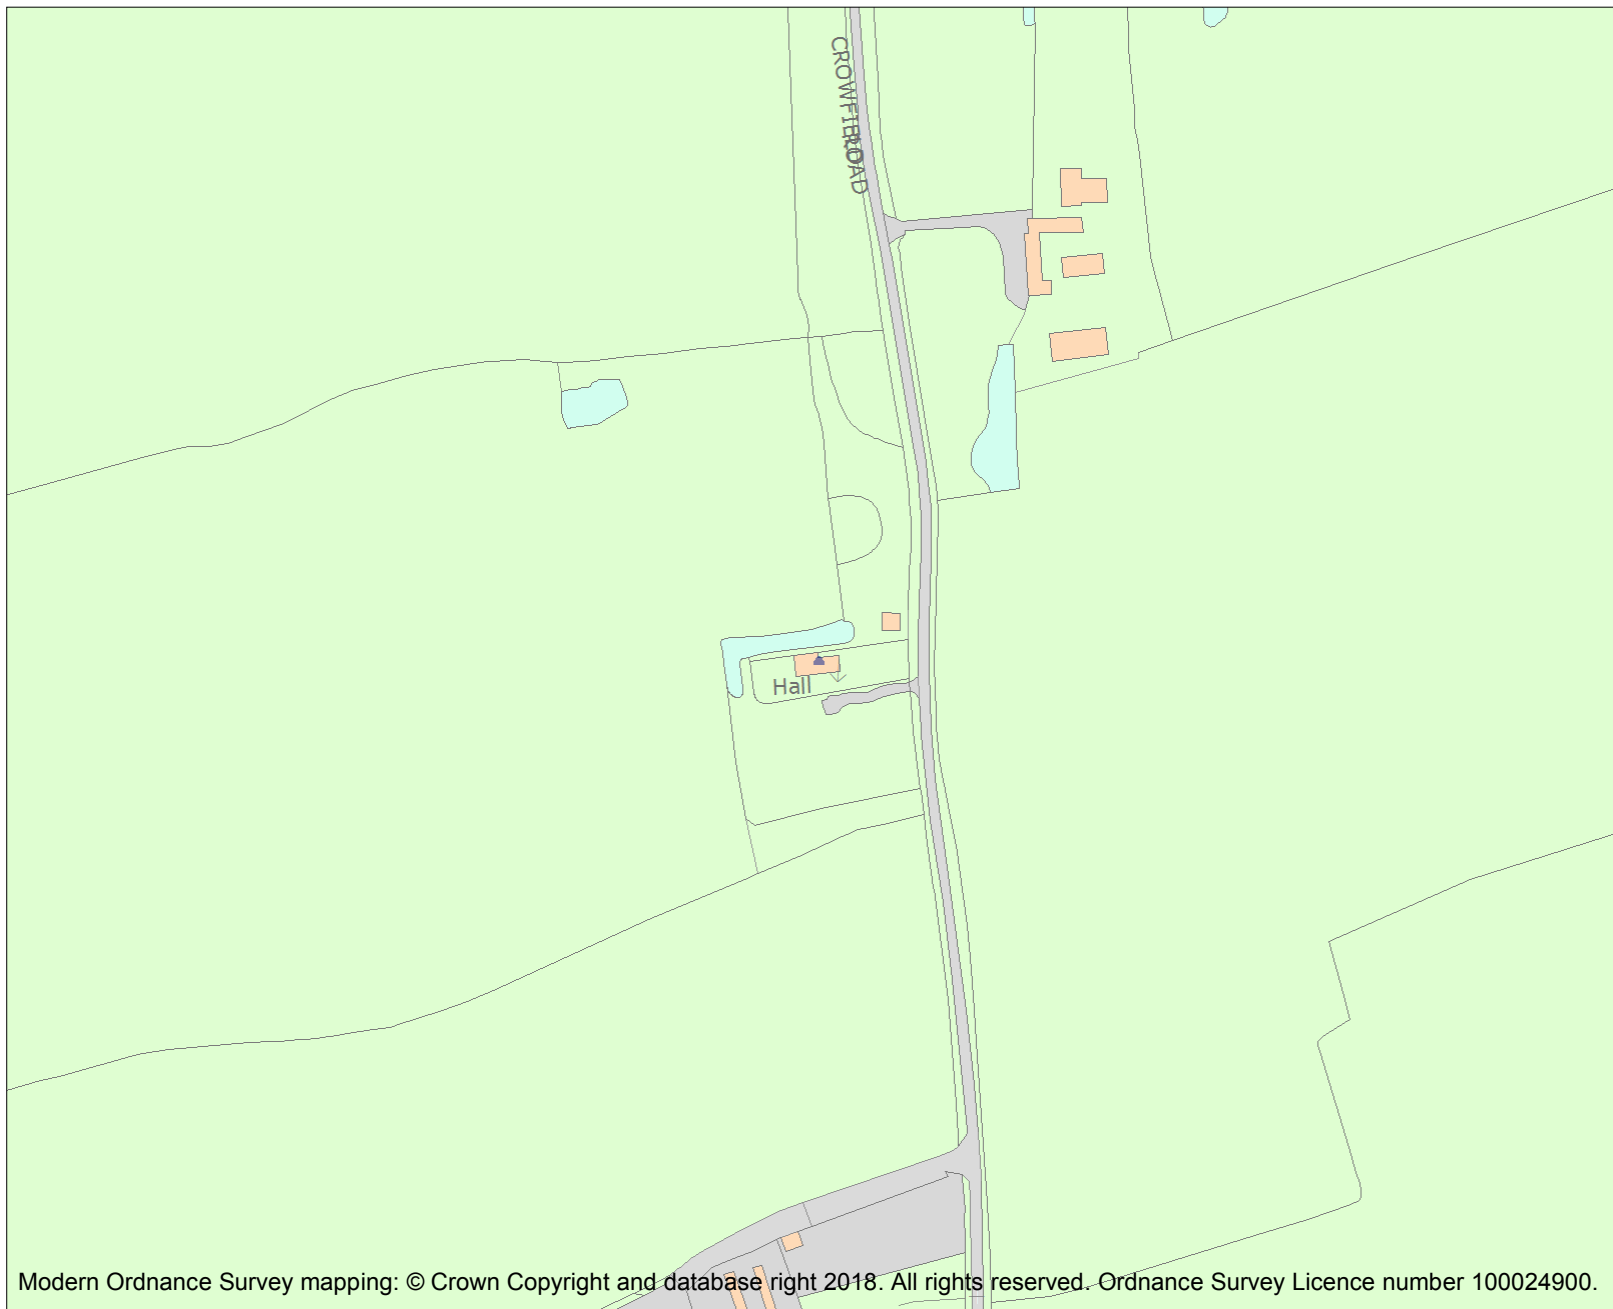 CROWFIELD ROAD
Hall
Modern Ordnance Survey mapping: © Crown Copyright and database right 2018. All rights reserved. Ordnance Survey Licence number 100024900.